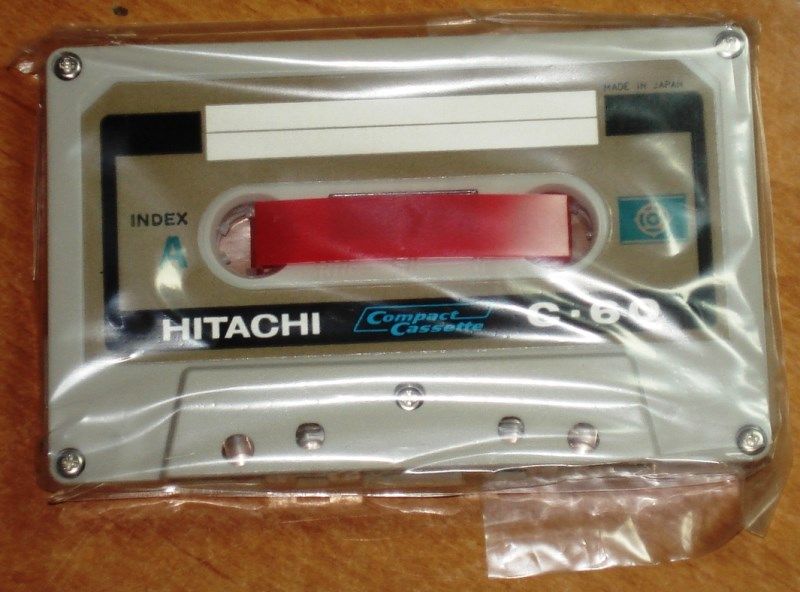 MADE IN JAPAN
INDEX
A
HITACHI
Compact
Cassette
C·60